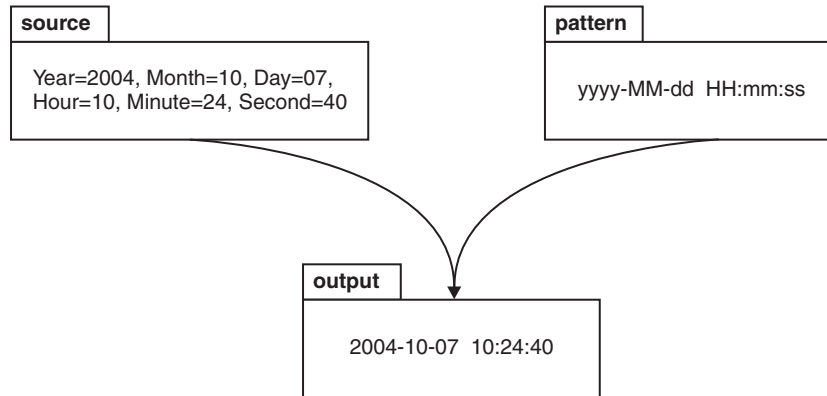 source
Year=2004, Month=10, Day=07,
Hour=10, Minute=24, Second=40
pattern
yyyy-MM-dd HH:mm:ss
output
2004-10-07 10:24:40